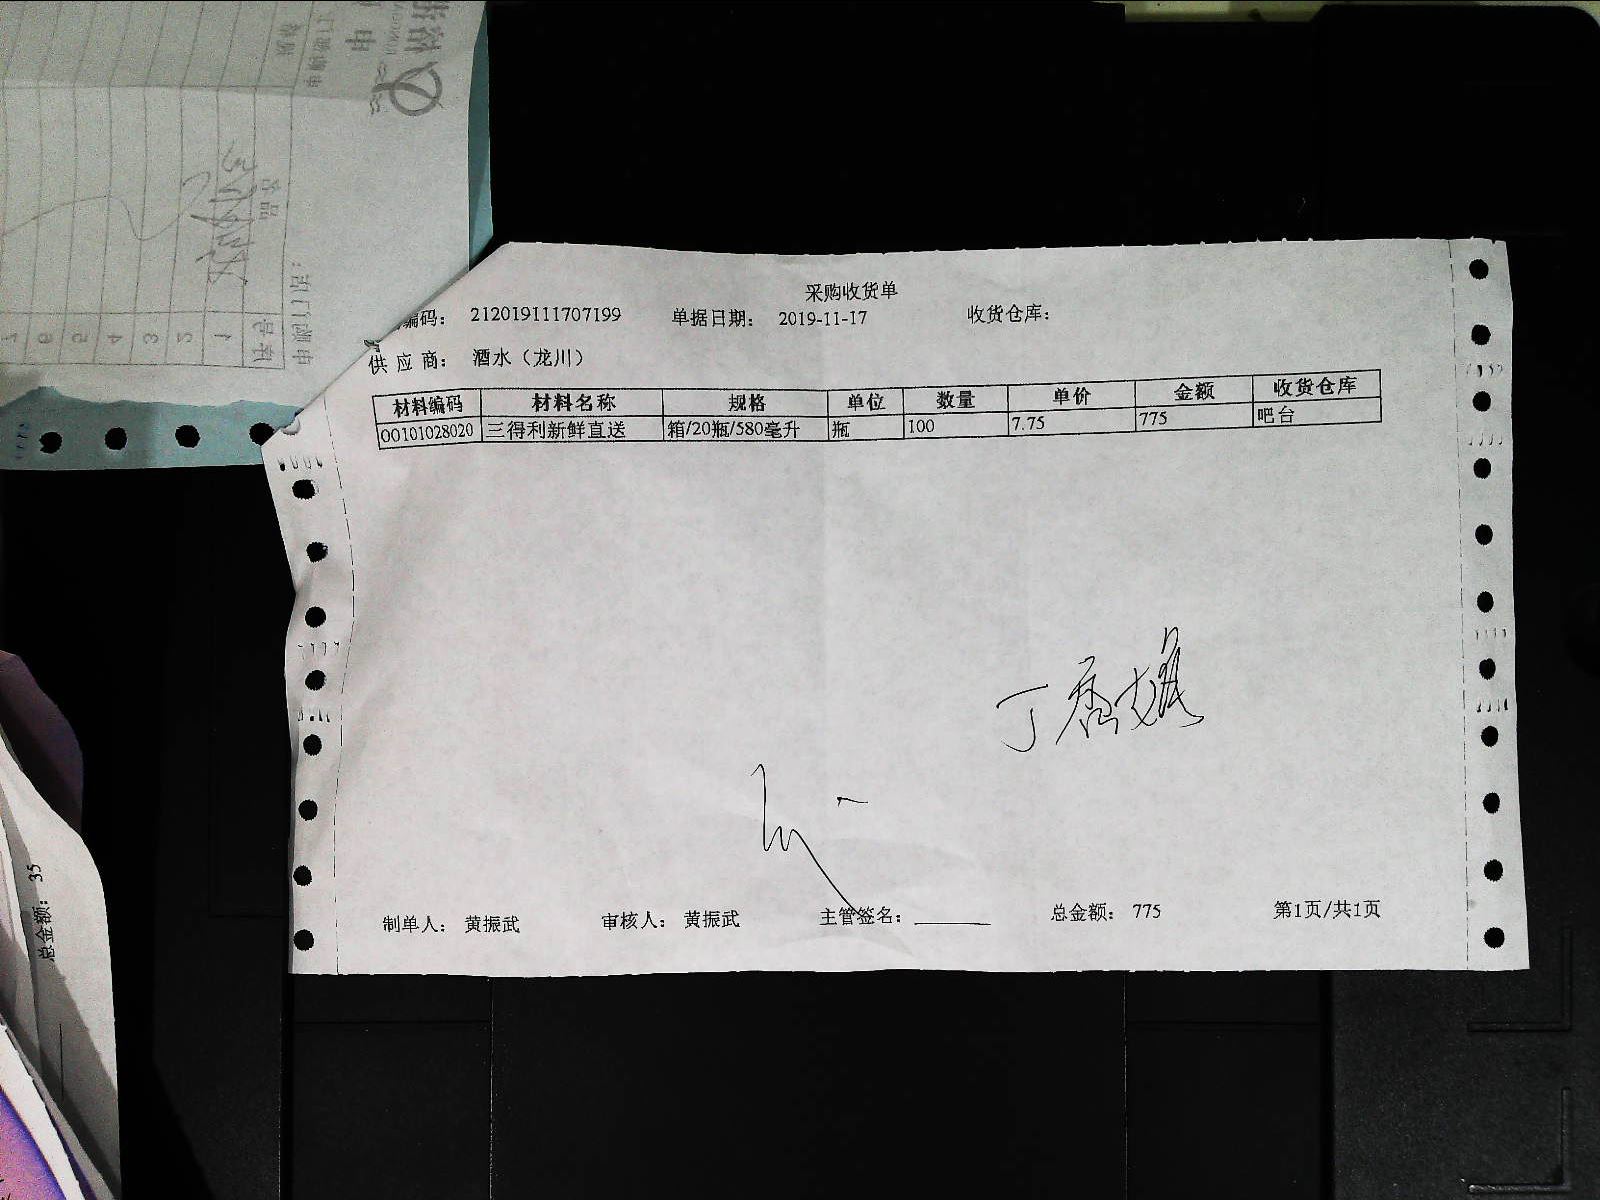 采购收货单
编码： 212019111707199 单据日期： 2019-11-17 收货仓库：
供 应 商： 酒水（龙川）
材料编码 材料名称 规格 单位 数量 单价 金额 收货仓库
00101028020 三得利新鲜直送 箱/20瓶/580毫升 瓶 100 7.75 775 吧台
制单人： 黄振武 审核人： 黄振武 主管签名： 总金额： 775 第1页/共1页
总金额： 35